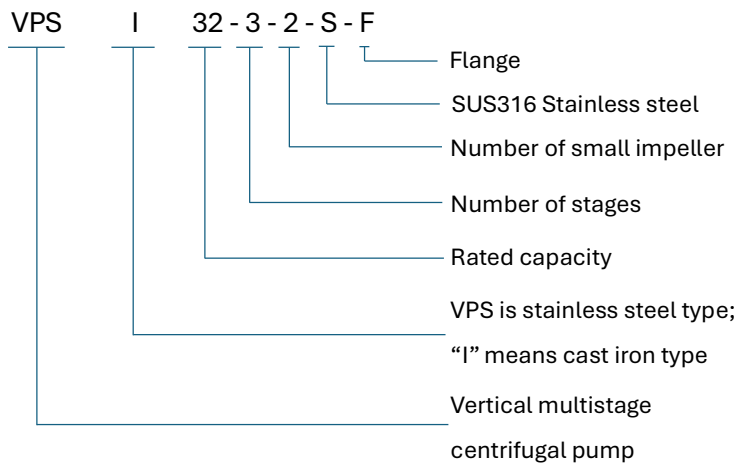 VPS I 32 - 3 - 2 - S - F
Flange
SUS316 Stainless steel
Number of small impeller
Number of stages
Rated capacity
VPS is stainless steel type;
“I” means cast iron type
Vertical multistage
centrifugal pump